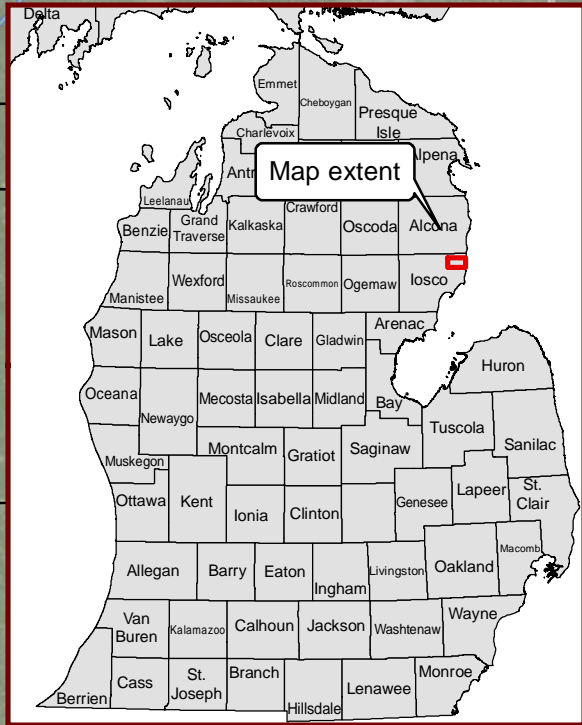 Delta
Emmet
Cheboygan
Presque
Isle
Charlevoix
Alpena
Antr
Map extent
Leelanau
Crawford
Benzie
Grand
Traverse
Kalkaska
Oscoda
Alcona
Manistee
Wexford
Missaukee
Roscommon
Ogemaw
Iosco
Arenac
Mason
Lake
Osceola
Clare
Gladwin
Huron
Oceana
Newaygo
Mecosta
Isabella
Midland
Bay
Tuscola
Sanilac
Muskegon
Montcalm
Gratiot
Saginaw
Ottawa
Kent
Ionia
Clinton
Genesee
Lapeer
St.
Clair
Allegan
Barry
Eaton
Ingham
Livingston
Oakland
Macomb
Van
Buren
Kalamazoo
Calhoun
Jackson
Washtenaw
Wayne
Berrien
Cass
St.
Joseph
Branch
Hillsdale
Lenawee
Monroe